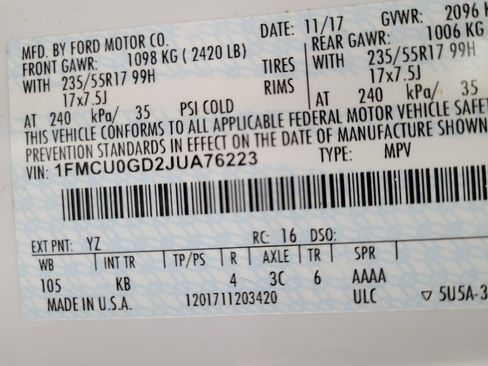 MFD. BY FORD MOTOR CO. DATE: 11/17 GVWR: 2096
FRONT GAWR: 1098 KG (2420 LB) REAR GAWR: 1006 KG
WITH 235/55R17 99H TIRES WITH 235/55R17 99H
17x7.5J RIMS 17x7.5J
AT 240 kPa/ 35 PSI COLD AT 240 kPa/ 35
THIS VEHICLE CONFORMS TO ALL APPLICABLE FEDERAL MOTOR VEHICLE SAFE
PREVENTION STANDARDS IN EFFECT ON THE DATE OF MANUFACTURE SHOWN
VIN: 1FMCU0GD2JUA76223 TYPE: MPV
EXT PNT: YZ RC: 16 DSO:
WB INT TR TP/PS R AXLE TR SPR
105 KB 4 3C 6 AAAA
MADE IN U.S.A. 1201711203420 ULC ▽ 5U5A-3